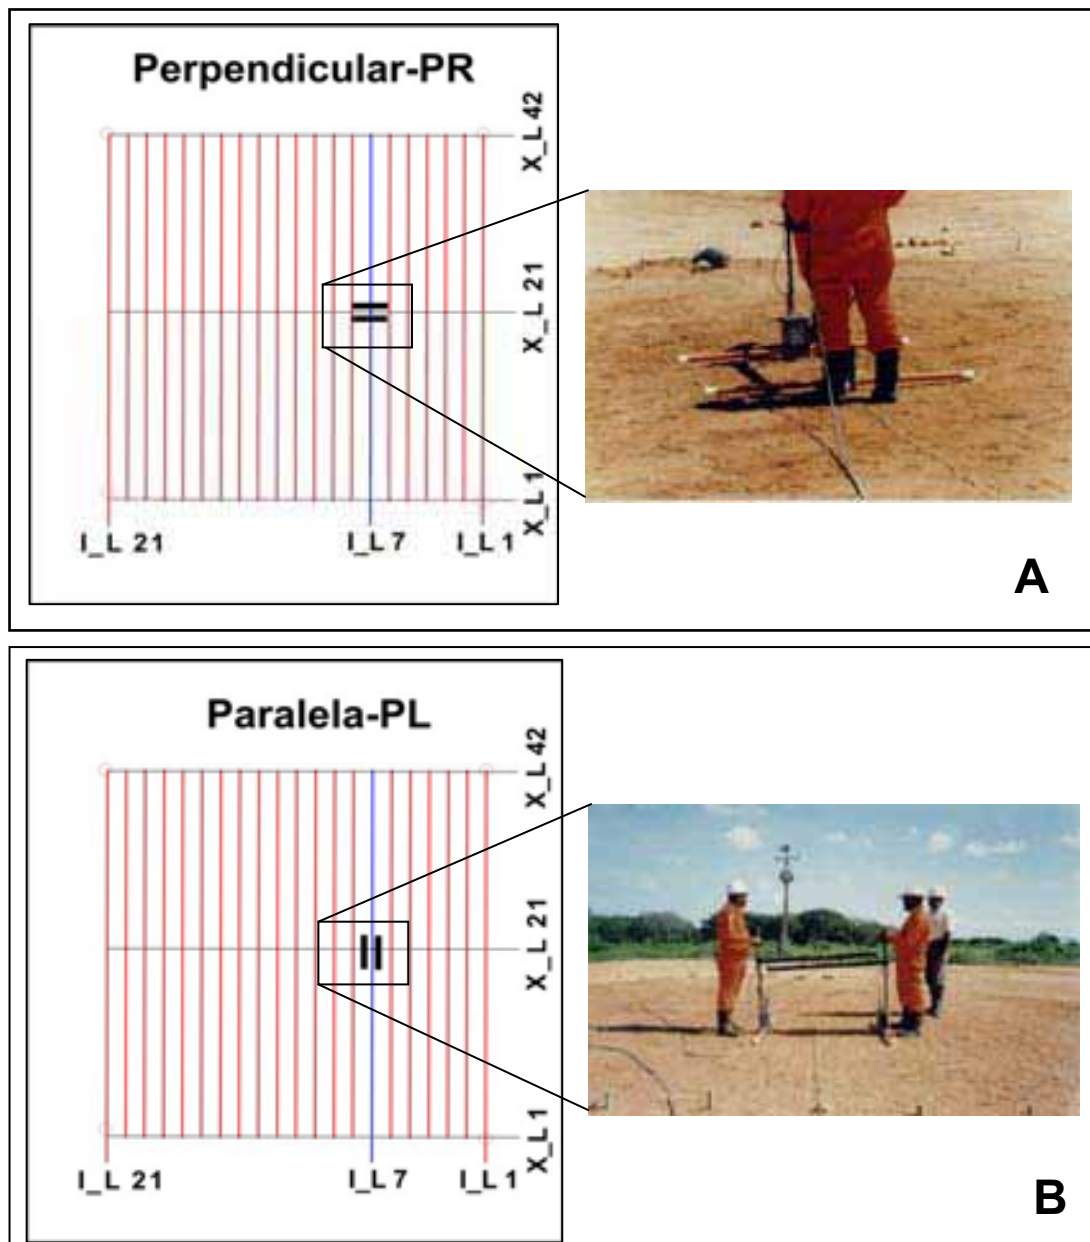 Perpendicular-PR
X_L 42
X_L 21
X_L 1
I_L 21
I_L 7
I_L 1
A
Paralela-PL
X_L 42
X_L 21
X_L 1
I_L 21
I_L 7
I_L 1
B